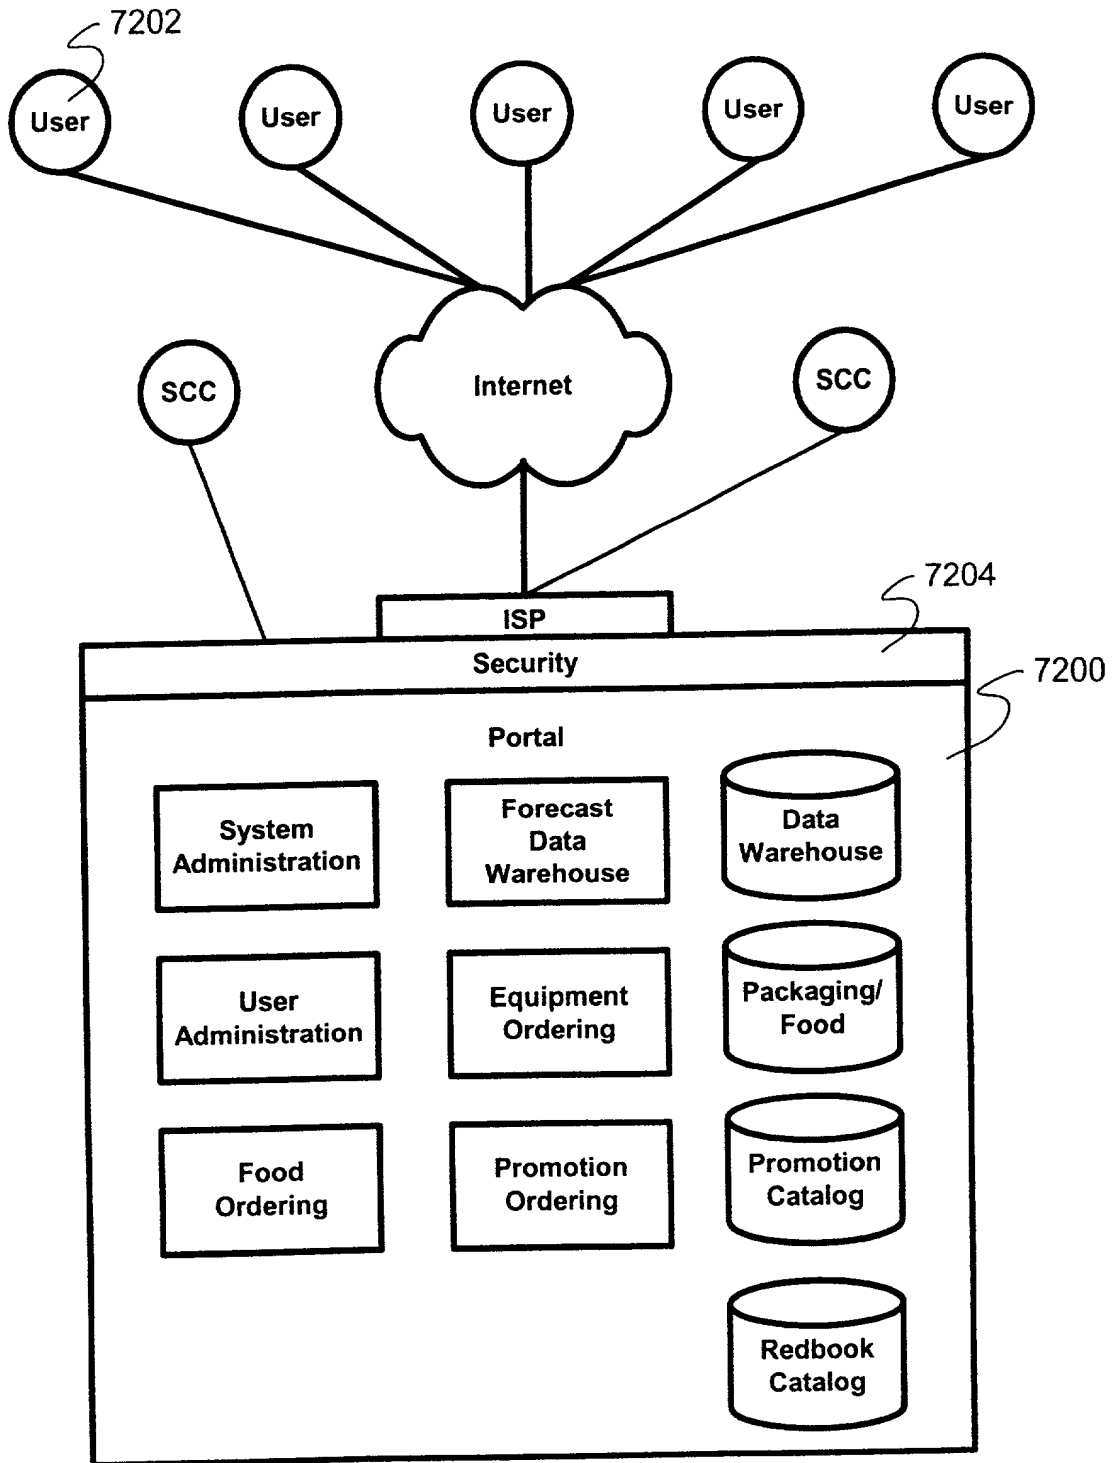 7202
User
User
User
User
User
Internet
SCC
SCC
7204
ISP
Security
7200
Portal
System
Administration
Forecast
Data
Warehouse
Data
Warehouse
User
Administration
Equipment
Ordering
Packaging/
Food
Food
Ordering
Promotion
Ordering
Promotion
Catalog
Redbook
Catalog